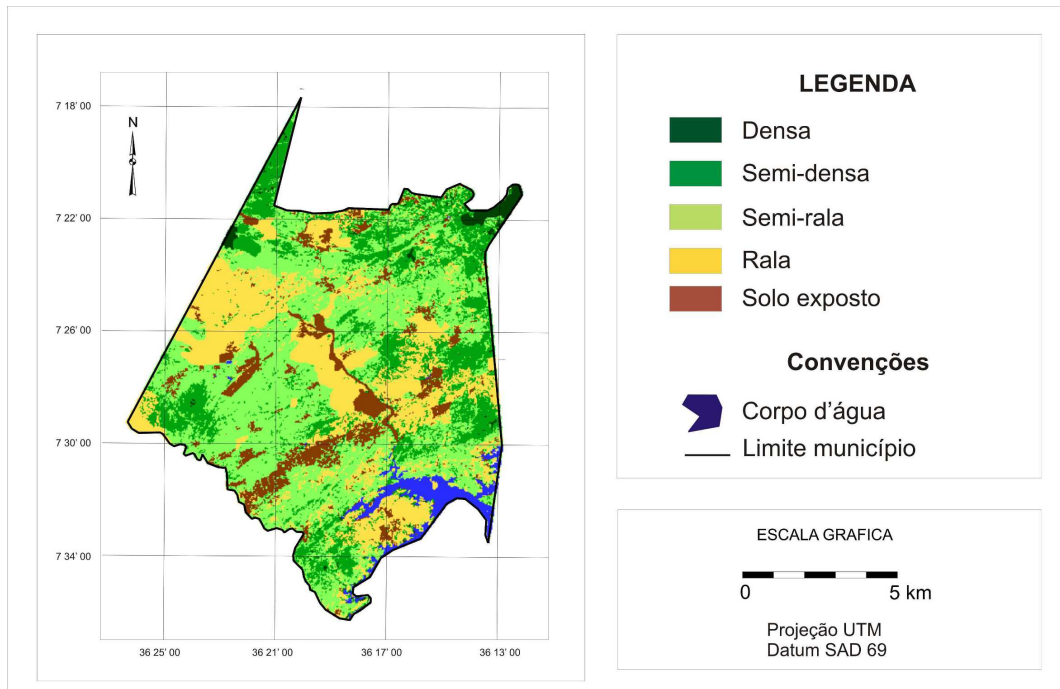 N
7 18' 00
7 22' 00
7 26' 00
7 30' 00
7 34' 00
36 25' 00
36 21' 00
36 17' 00
36 13' 00
LEGENDA
Densa
Semi-densa
Semi-rala
Rala
Solo exposto
Convenções
Corpo d'água
Limite município
ESCALA GRAFICA
0 5 km
Projeção UTM
Datum SAD 69